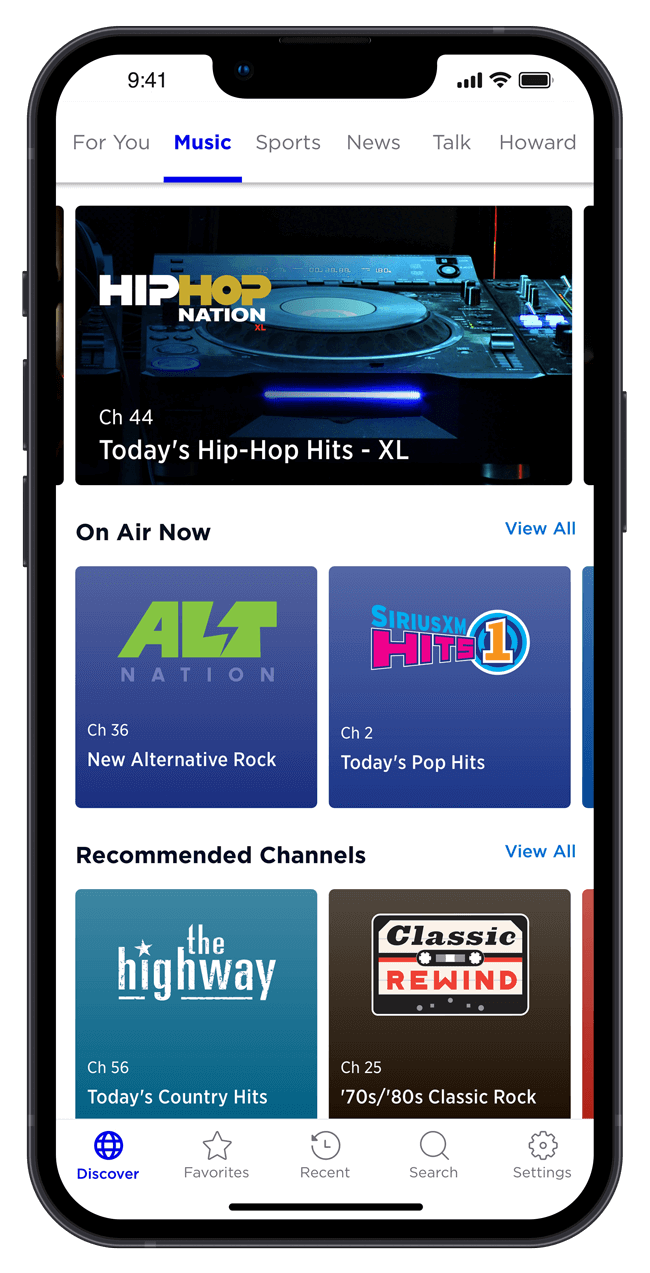 9:41
For You Music Sports News Talk Howard
HIPHOP
NATION
XL
Ch 44
Today's Hip-Hop Hits - XL
On Air Now View All
ALT
NATION
Ch 36
New Alternative Rock
SIRIUSXM
HITS 1
Ch 2
Today's Pop Hits
Recommended Channels View All
the
highway
Ch 56
Today's Country Hits
Classic
REWIND
Ch 25
'70s/'80s Classic Rock
Discover Favorites Recent Search Settings